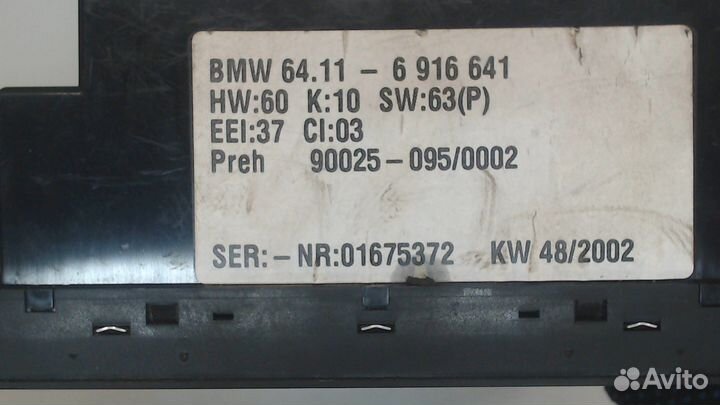 BMW 64.11 - 6 916 641
HW:60 K:10 SW:63(P)
EEI:37 CI:03
Preh 90025-095/0002
SER:-NR:01675372 KW 48/2002
Avito